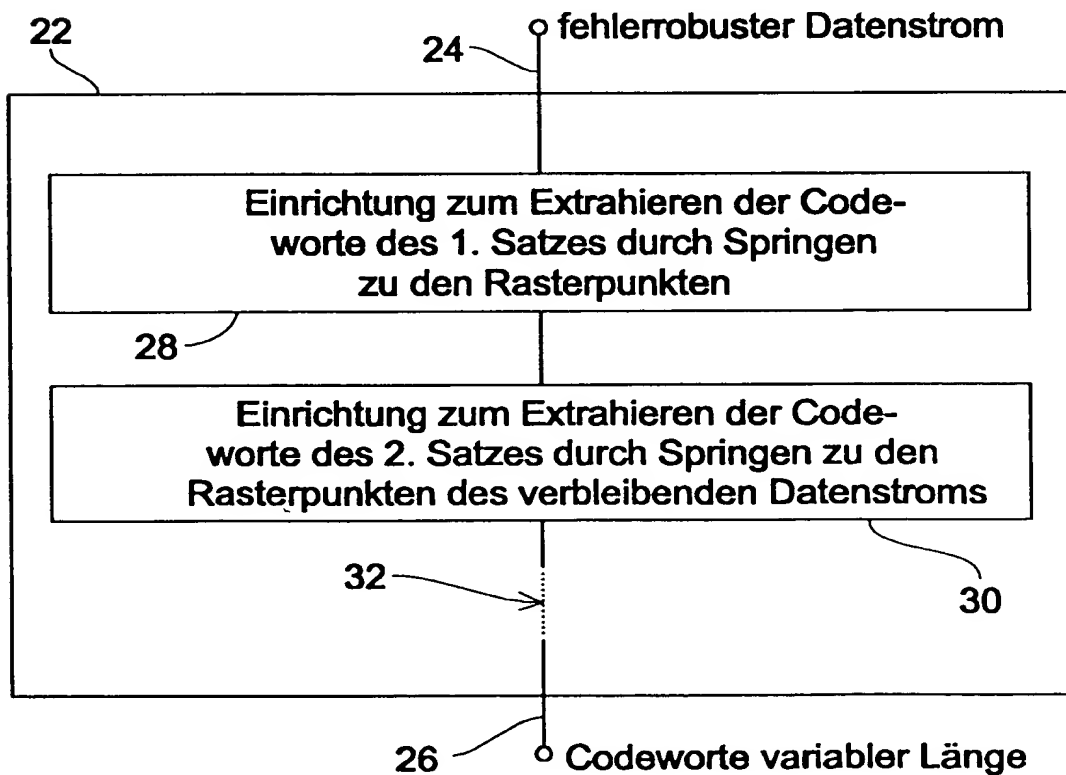 22
24
fehlerrobuster Datenstrom
Einrichtung zum Extrahieren der Code-
worte des 1. Satzes durch Springen
zu den Rasterpunkten
28
Einrichtung zum Extrahieren der Code-
worte des 2. Satzes durch Springen zu den
Rasterpunkten des verbleibenden Datenstroms
32
30
26
Codeworte variabler Länge